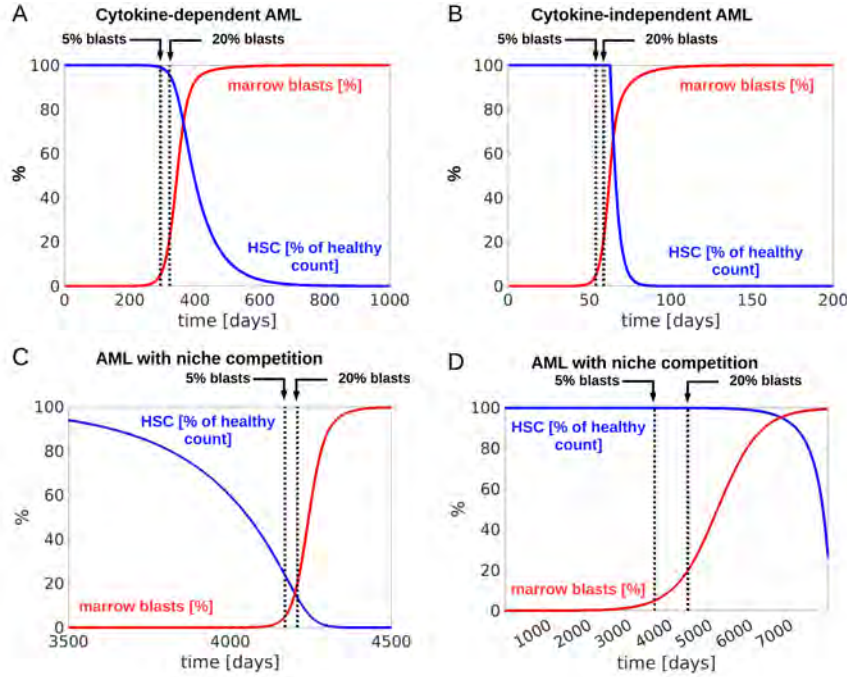 A
Cytokine-dependent AML
5% blasts
20% blasts
100
80
60
40
20
0
%
marrow blasts [%]
HSC [% of healthy
count]
0
200
400
600
800
1000
time [days]
B
Cytokine-independent AML
5% blasts
20% blasts
100
80
60
40
20
0
%
marrow blasts [%]
HSC [% of healthy
count]
0
50
100
150
200
time [days]
C
AML with niche competition
5% blasts
20% blasts
100
80
60
40
20
0
%
HSC [% of healthy
count]
marrow blasts [%]
3500
4000
4500
time [days]
D
AML with niche competition
5% blasts
20% blasts
100
80
60
40
20
0
%
HSC [% of healthy
count]
marrow blasts [%]
1000
2000
3000
4000
5000
6000
7000
time [days]